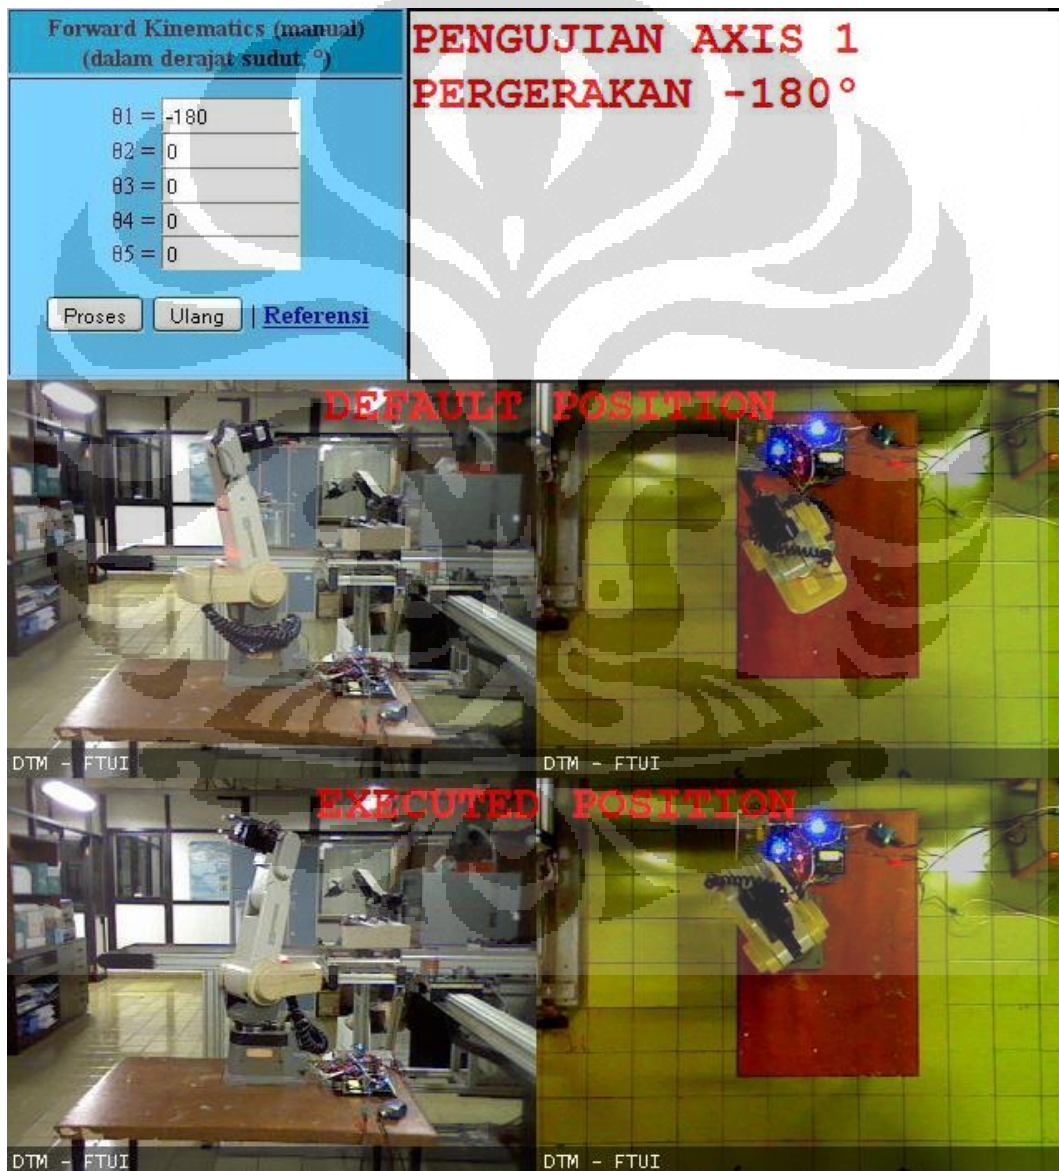 Forward Kinematics (manual)
(dalam derajat sudut, °)
θ1 = -180
θ2 = 0
θ3 = 0
θ4 = 0
θ5 = 0
Proses Ulang | Referensi
PENGUJIAN AXIS 1
PERGERAKAN -180°
DEFAULT POSITION
DTM - FTUI
DTM - FTUI
EXECUTED POSITION
DTM - FTUI
DTM - FTUI